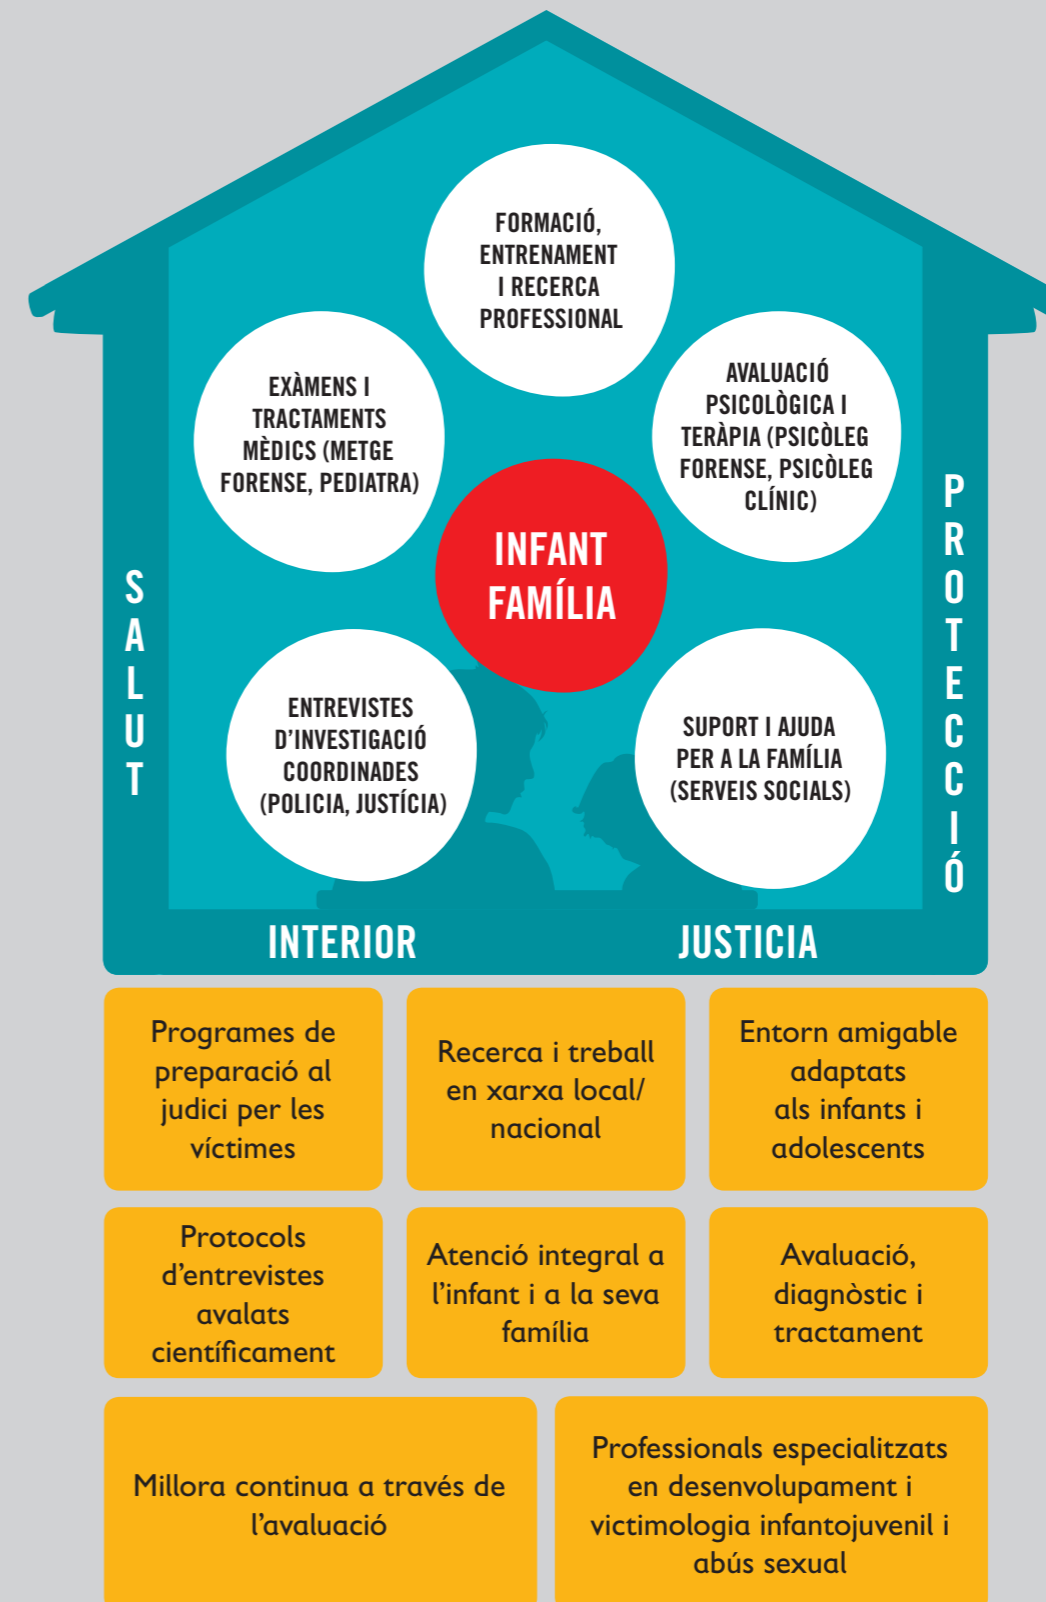 FORMACIÓ,
ENTRENAMENT
I RECERCA
PROFESSIONAL
EXÀMENS I
TRACTAMENTS
MÈDICS (METGE
FORENSE, PEDIATRA)
AVALUACIÓ
PSICOLÒGICA I
TERÀPIA (PSICÒLEG
FORENSE, PSICÒLEG
CLÍNIC)
INFANT
FAMÍLIA
SALUT
PROTECCIÓ
ENTREVISTES
D'INVESTIGACIÓ
COORDINADES
(POLICIA, JUSTÍCIA)
SUPORT I AJUDA
PER A LA FAMÍLIA
(SERVEIS SOCIALS)
INTERIOR
JUSTICIA
Programes de
preparació al
judici per les
víctimes
Recerca i treball
en xarxa local/
nacional
Entorn amigable
adaptats
als infants i
adolescents
Protocols
d'entrevistes
avalats
científicament
Atenció integral a
l'infant i a la seva
família
Avaluació,
diagnòstic i
tractament
Millora continua a través de
l'avaluació
Professionals especialitzats
en desenvolupament i
victimologia infantojuvenil i
abús sexual